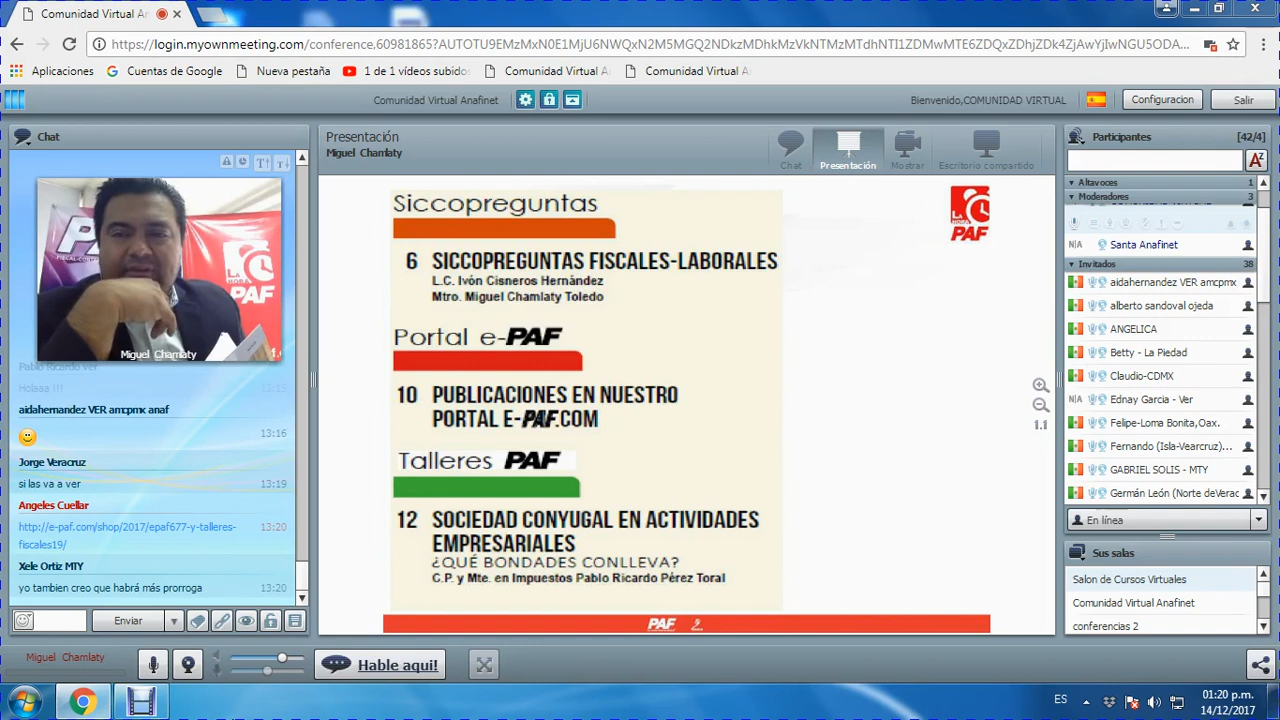 Comunidad Virtual Anafin
https://login.myownmeeting.com/conference,60981865?AUTOTU9EMzMxN0E1MjU6NWQxN2M5MGQ2NDkzMDhkMzVkNTMzMTdhNTI1ZDMwMTE6ZDQxZDhjZDk4ZjAwYjIwNGU5ODA...
Aplicaciones
Cuentas de Google
Nueva pestaña
1 de 1 vídeos subidos
Comunidad Virtual A
Comunidad Virtual A
Comunidad Virtual Anafinet
Bienvenido,COMUNIDAD VIRTUAL
Configuracion
Salir
Chat
Miguel Chamlaty
Pablo Ricardo Ver
Holaaa !!!
13:15
aidahernandez VER amcpmx anaf
13:16
Jorge Veracruz
si las va a ver
13:19
Angeles Cuellar
http://e-paf.com/shop/2017/epaf677-y-talleres-
fiscales19/
13:20
Xele Ortiz MTY
yo tambien creo que habrá más prorroga
13:20
Enviar
Presentación
Miguel Chamlaty
Chat
Presentación
Mostrar
Escritorio compartido
Siccopreguntas
6 SICCOPREGUNTAS FISCALES-LABORALES
L.C. Ivón Cisneros Hernández
Mtro. Miguel Chamlaty Toledo
Portal e-PAF
10 PUBLICACIONES EN NUESTRO
PORTAL E-PAF.COM
Talleres PAF
12 SOCIEDAD CONYUGAL EN ACTIVIDADES
EMPRESARIALES
¿QUÉ BONDADES CONLLEVA?
C.P. y Mte. en Impuestos Pablo Ricardo Pérez Toral
LA HORA
PAF
PAF
1.1
Participantes
[42/4]
Altavoces 1
Moderadores 3
N/A Santa Anafinet
Invitados 38
aidahernandez VER amcpmx
alberto sandoval ojeda
ANGELICA
Betty - La Piedad
Claudio-CDMX
N/A Ednay Garcia - Ver
Felipe-Loma Bonita,Oax.
Fernando (Isla-Vearcruz)...
GABRIEL SOLIS - MTY
Germán León (Norte deVerac
En línea
Sus salas
Salon de Cursos Virtuales
Comunidad Virtual Anafinet
conferencias 2
Miguel Chamlaty
Hable aqui!
ES
01:20 p.m.
14/12/2017